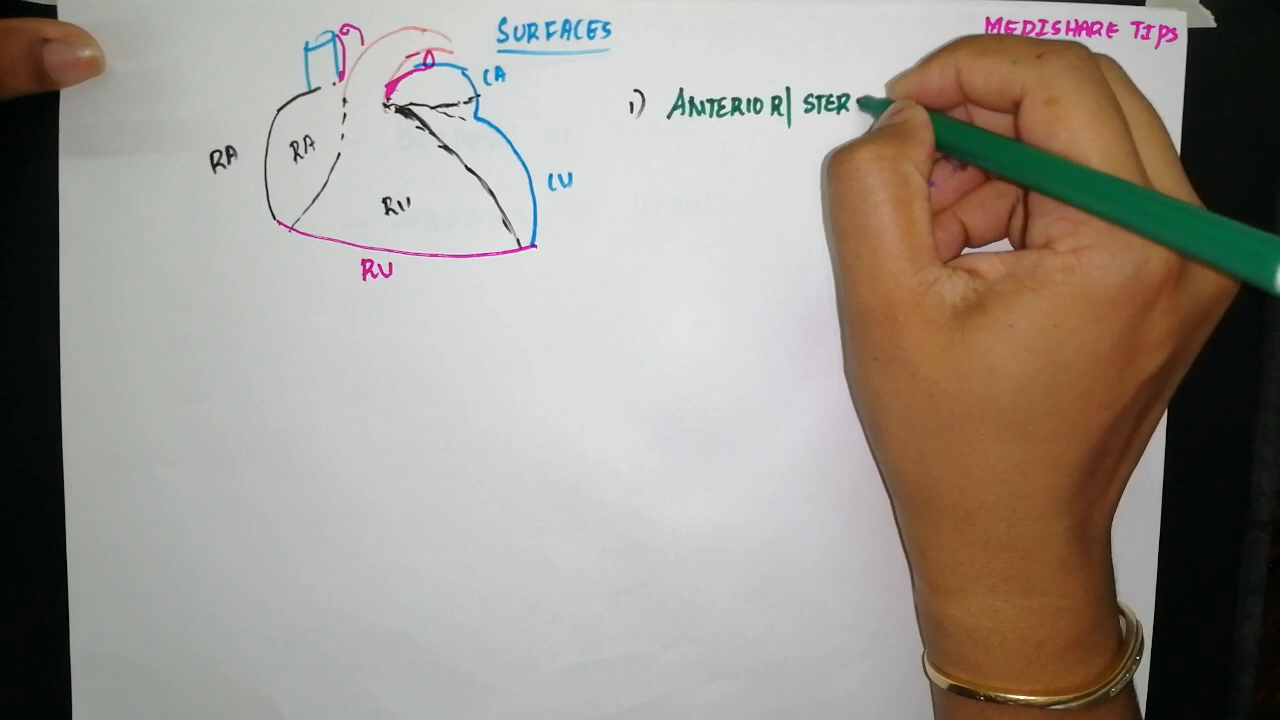 SURFACES
MEDISHARE TIPS
1) ANTERIOR/ STER
LA
RA
RA
LV
RV
RV